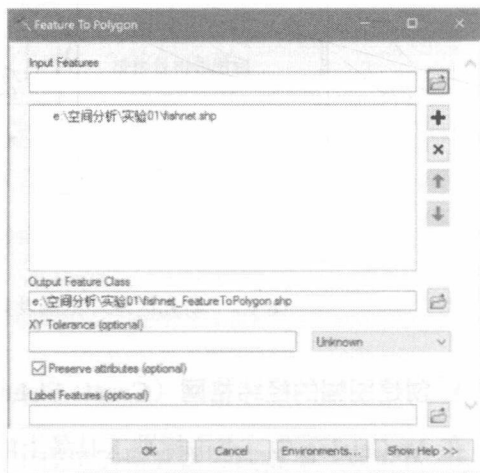 Feature To Polygon
Input Features
e:\空间分析\实验01\fishnet.shp
Output Feature Class
e:\空间分析\实验01\fishnet_FeatureToPolygon.shp
XY Tolerance (optional)
Unknown
Preserve attributes (optional)
Label Features (optional)
OK Cancel Environments... Show Help >>